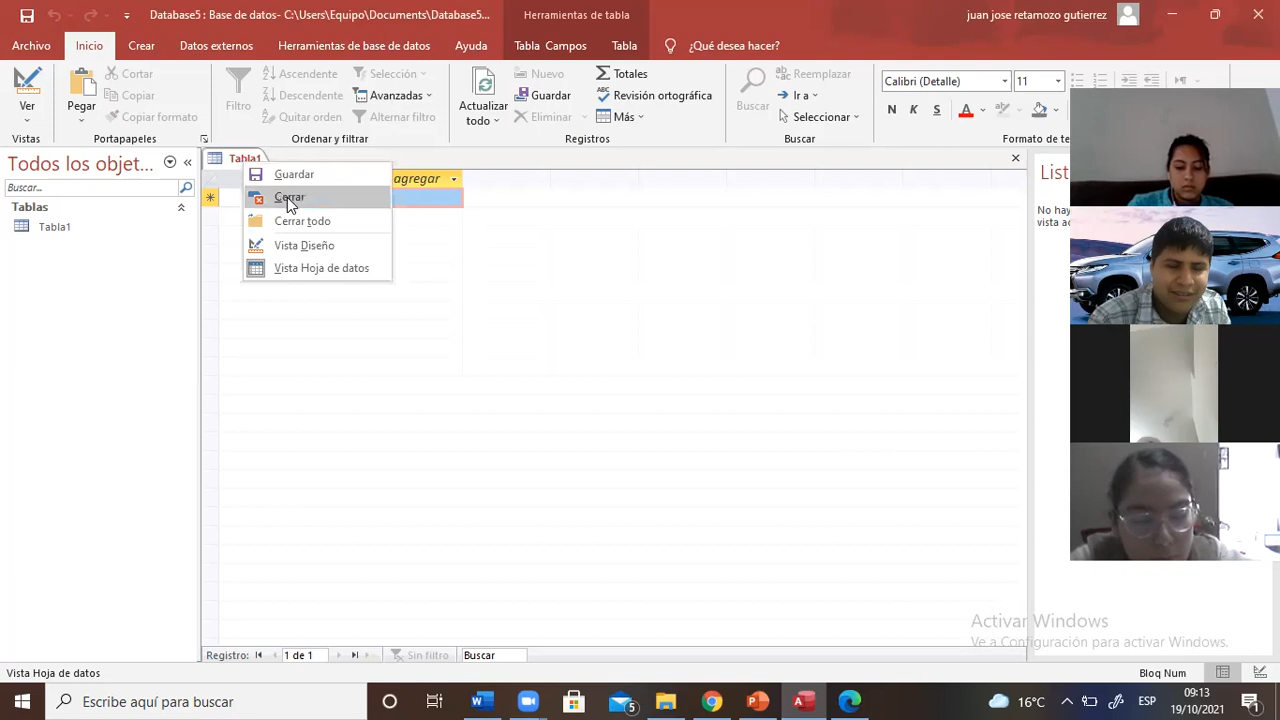 Database5 : Base de datos- C:\Users\Equipo\Documents\Database5...
Herramientas de tabla
juan jose retamozo gutierrez
Archivo
Inicio
Crear
Datos externos
Herramientas de base de datos
Ayuda
Tabla Campos
Tabla
¿Qué desea hacer?
Ver
Vistas
Pegar
Cortar
Copiar
Copiar formato
Portapapeles
Filtro
Ascendente
Descendente
Quitar orden
Selección
Avanzadas
Alternar filtro
Ordenar y filtrar
Actualizar
todo
Nuevo
Guardar
Eliminar
Totales
Revisión ortográfica
Más
Registros
Buscar
Reemplazar
Ir a
Seleccionar
Buscar
Calibri (Detalle)
11
N K S
A
Formato de te
Todos los objet...
Buscar...
Tablas
Tabla1
Tabla1
agregar
Guardar
Cerrar
Cerrar todo
Vista Diseño
Vista Hoja de datos
List
No hay
vista ac
Activar Windows
Ve a Configuración para activar Windows.
Registro:
1 de 1
Sin filtro
Buscar
Vista Hoja de datos
Bloq Num
Escribe aquí para buscar
5
16°C
ESP
09:13
19/10/2021
1